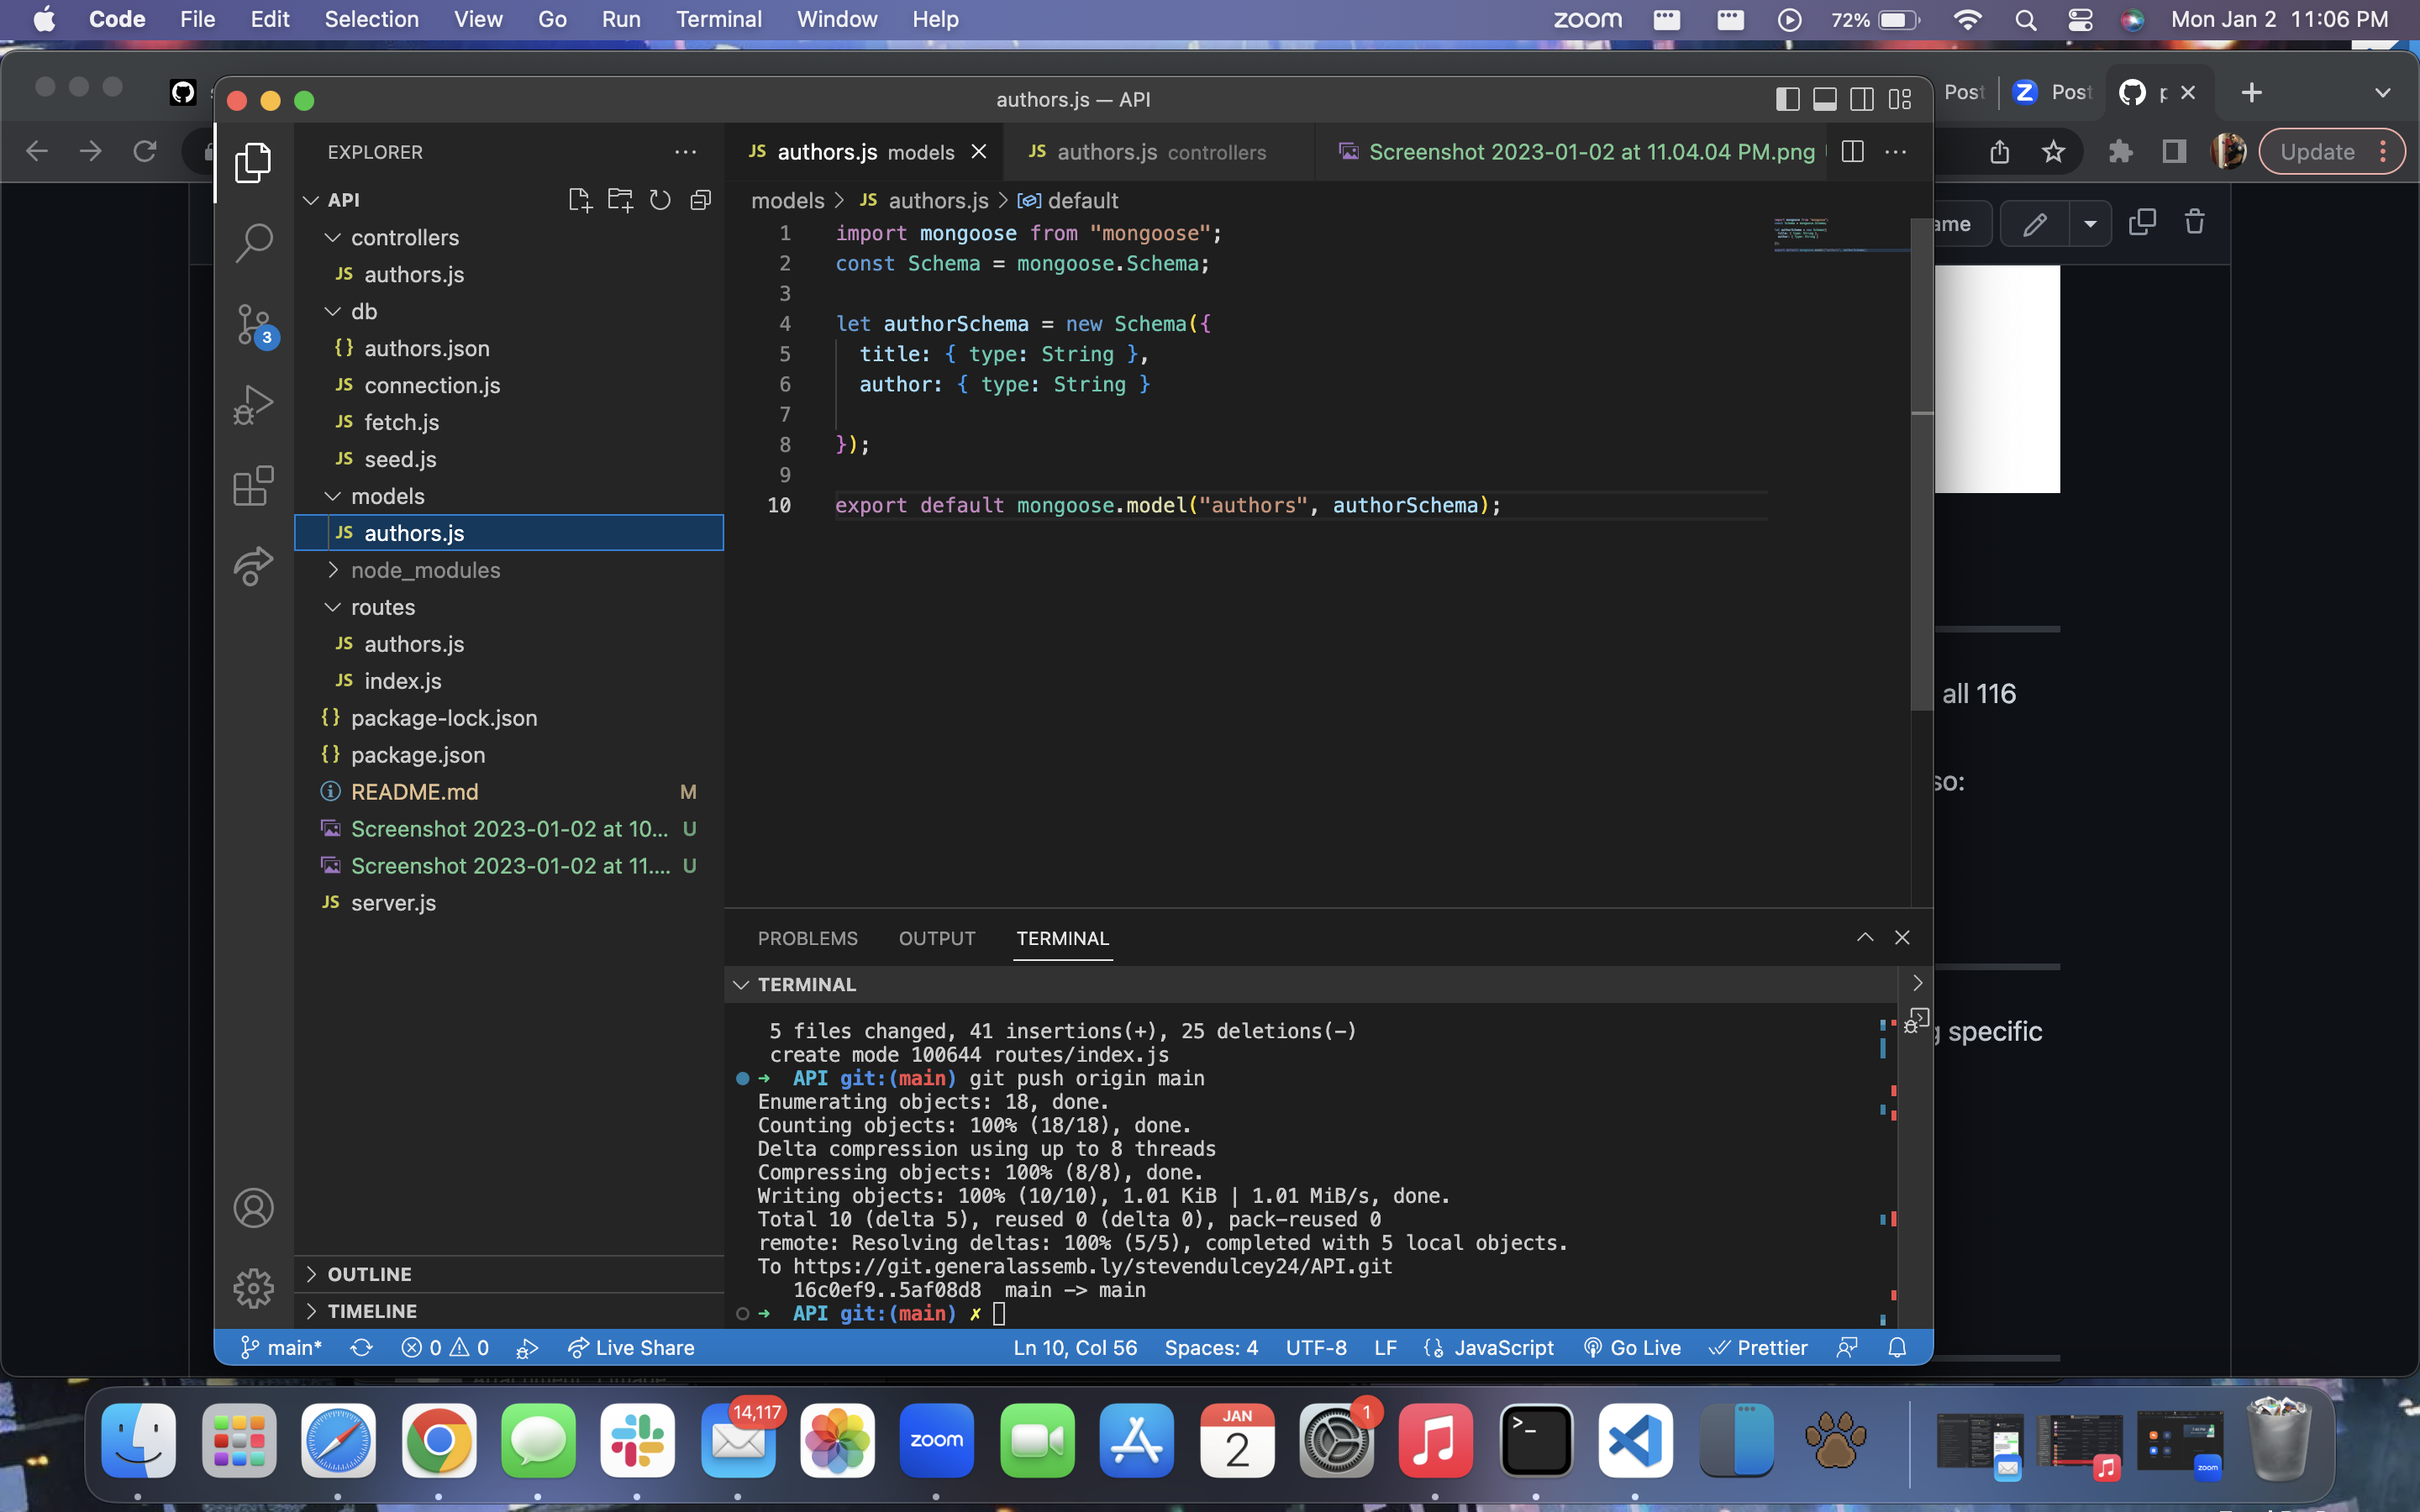 Code File Edit Selection View Go Run Terminal Window Help zoom 72% Mon Jan 2 11:06 PM
authors.js — API
Post Post
Update
EXPLORER
authors.js models authors.js controllers Screenshot 2023-01-02 at 11.04.04 PM.png
API
models > authors.js > default
controllers
authors.js
db
authors.json
connection.js
fetch.js
seed.js
models
authors.js
node_modules
routes
authors.js
index.js
package-lock.json
package.json
README.md M
Screenshot 2023-01-02 at 10... U
Screenshot 2023-01-02 at 11.... U
server.js
OUTLINE
TIMELINE
3
1 import mongoose from "mongoose";
2 const Schema = mongoose.Schema;
3
4 let authorSchema = new Schema({
5 title: { type: String },
6 author: { type: String }
7
8 });
9
10 export default mongoose.model("authors", authorSchema);
all 116
so:
specific
PROBLEMS OUTPUT TERMINAL
TERMINAL
5 files changed, 41 insertions(+), 25 deletions(-)
create mode 100644 routes/index.js
➜ API git:(main) git push origin main
Enumerating objects: 18, done.
Counting objects: 100% (18/18), done.
Delta compression using up to 8 threads
Compressing objects: 100% (8/8), done.
Writing objects: 100% (10/10), 1.01 KiB | 1.01 MiB/s, done.
Total 10 (delta 5), reused 0 (delta 0), pack-reused 0
remote: Resolving deltas: 100% (5/5), completed with 5 local objects.
To https://git.generalassemb.ly/stevendulcey24/API.git
16c0ef9..5af08d8 main -> main
➜ API git:(main) ✗
main* 0 0 Live Share Ln 10, Col 56 Spaces: 4 UTF-8 LF JavaScript Go Live Prettier
14,117
zoom
JAN
2
1
zoom